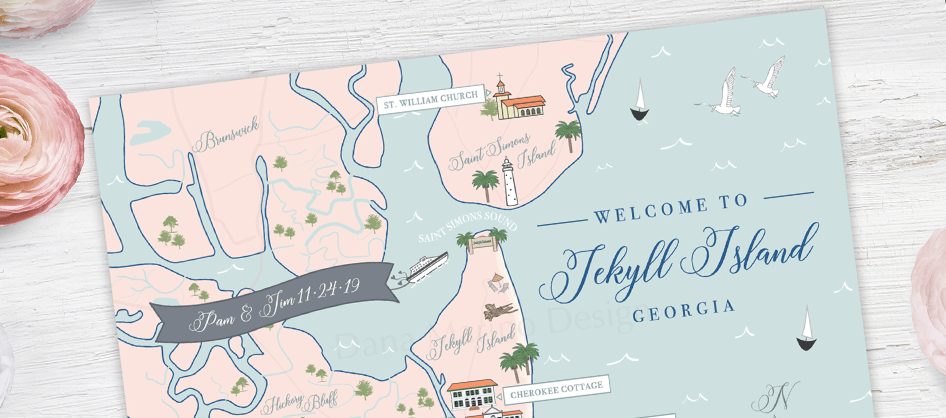 ST. WILLIAM CHURCH
Brunswick
Saint Simons
Island
SAINT SIMONS SOUND
WELCOME TO
Jekyll Island
GEORGIA
Pam & Jim 11·24·19
Jekyll Island
CHEROKEE COTTAGE
Hickory
Bluff
N